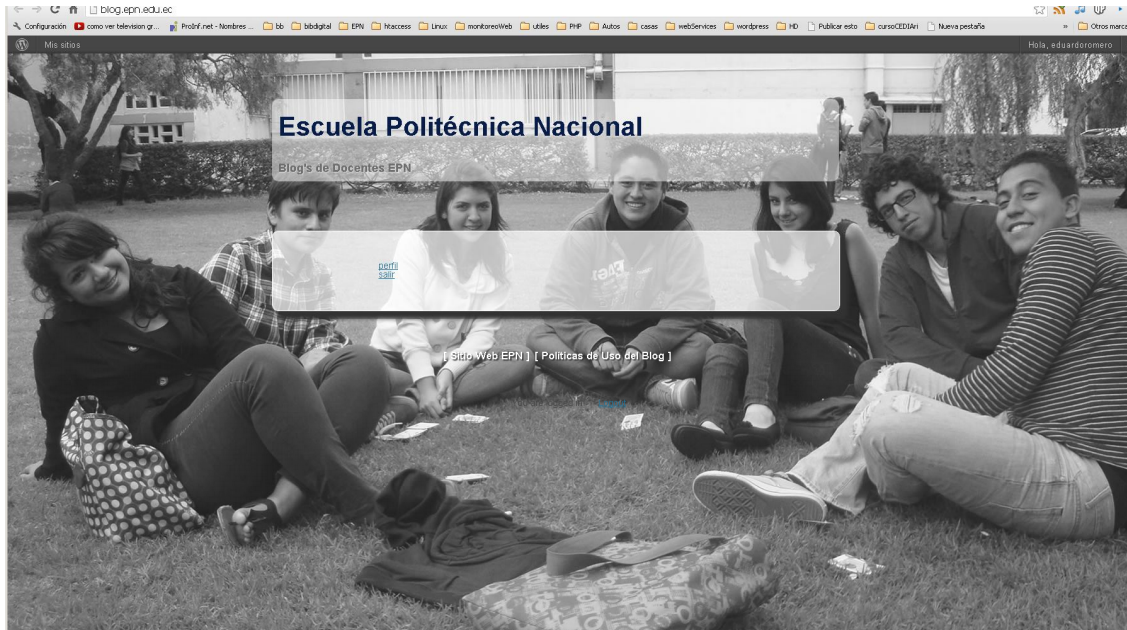 blog.epn.edu.ec
Configuración como ver television gr... ProInf.net - Nombres ... bb bibdigital EPN htaccess Linux monitoreoWeb utiles PHP Autos casas webServices wordpress HD Publicar esto cursoCEDIAri Nueva pestaña » Otros marca
Mis sitios Hola, eduardoromero
Escuela Politécnica Nacional
Blog's de Docentes EPN
perfil
salir
[ Sitio Web EPN ] [ Políticas de Uso del Blog ]